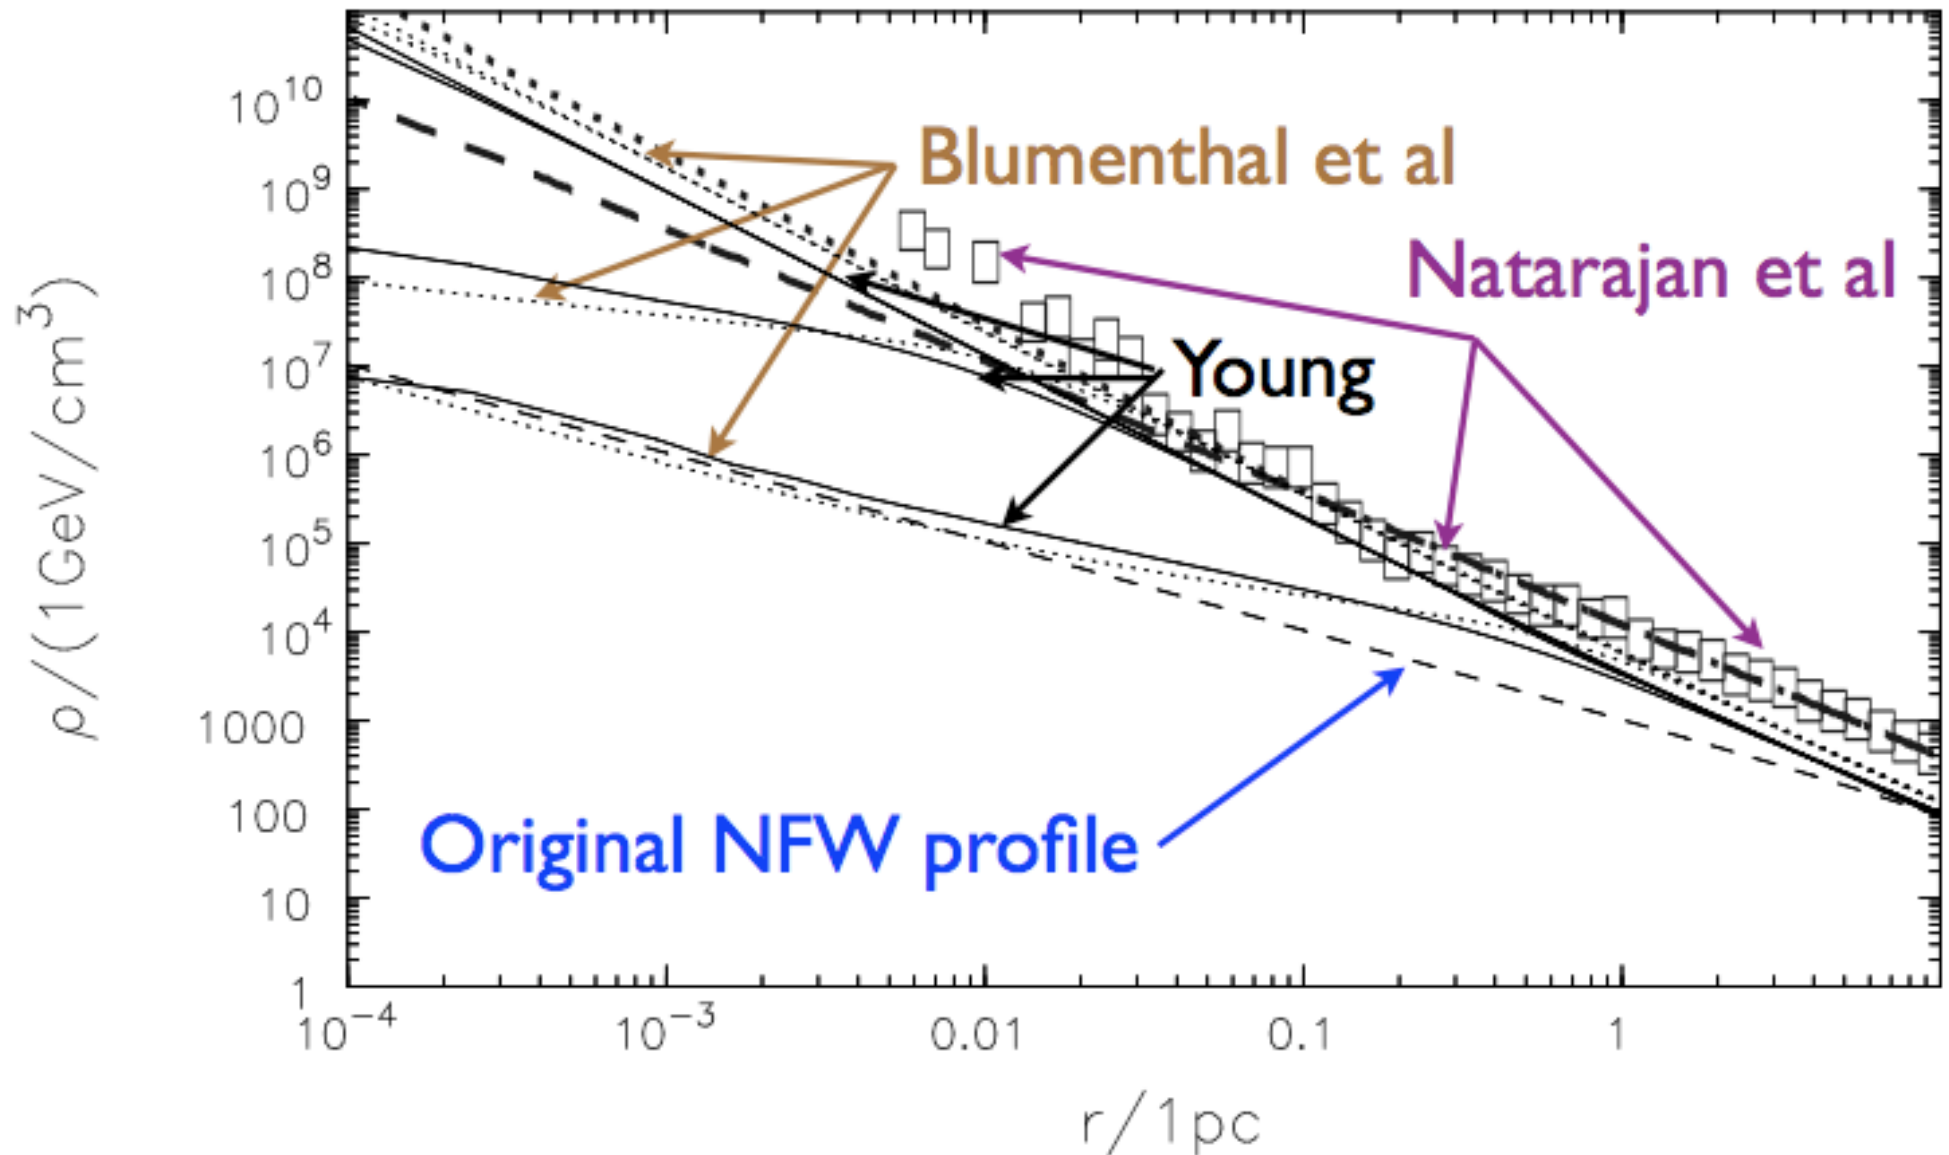 10^10
10^9
10^8
10^7
10^6
10^5
10^4
1000
100
10
1
ρ/(1GeV/cm^3)
Blumenthal et al
Natarajan et al
Young
Original NFW profile
10^-4 10^-3 0.01 0.1 1
r/1pc